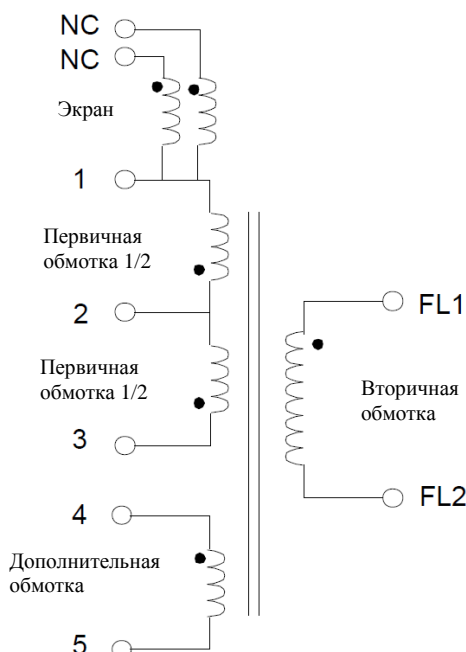 NC
NC
Экран
1
Первичная
обмотка 1/2
2
Первичная
обмотка 1/2
3
4
Дополнительная
обмотка
5
FL1
Вторичная
обмотка
FL2